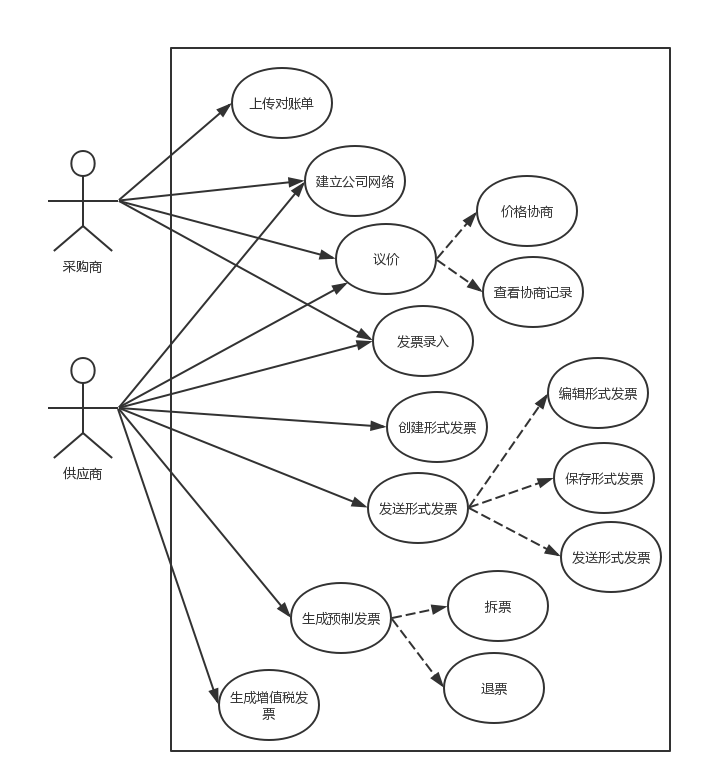 上传对账单
建立公司网络
价格协商
采购商
议价
查看协商记录
发票录入
编辑形式发票
创建形式发票
供应商
保存形式发票
发送形式发票
发送形式发票
拆票
生成预制发票
退票
生成增值税发
票